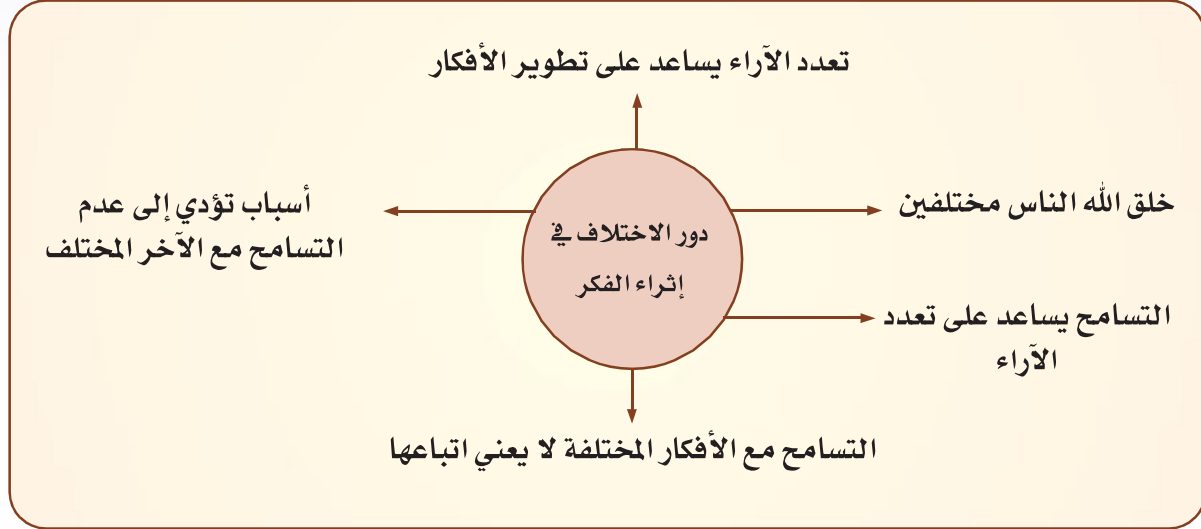 تعدد الآراء يساعد على تطوير الأفكار
خلق الله الناس مختلفين
أسباب تؤدي إلى عدم
التسامح مع الآخر المختلف
دور الاختلاف في
إثراء الفكر
التسامح يساعد على تعدد
الآراء
التسامح مع الأفكار المختلفة لا يعني اتباعها